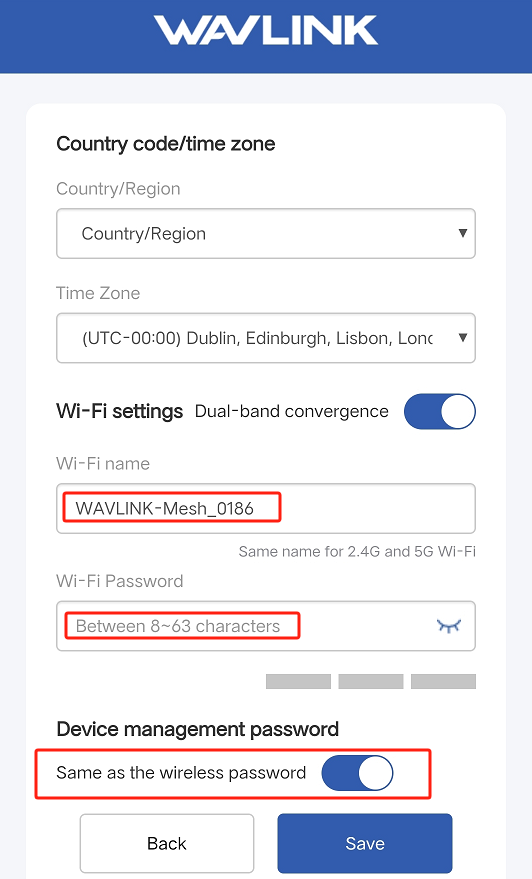 WAVLINK
Country code/time zone
Country/Region
Country/Region
Time Zone
(UTC-00:00) Dublin, Edinburgh, Lisbon, Lonc
Wi-Fi settings Dual-band convergence
Wi-Fi name
WAVLINK-Mesh_0186
Same name for 2.4G and 5G Wi-Fi
Wi-Fi Password
Between 8~63 characters
Device management password
Same as the wireless password
Back Save